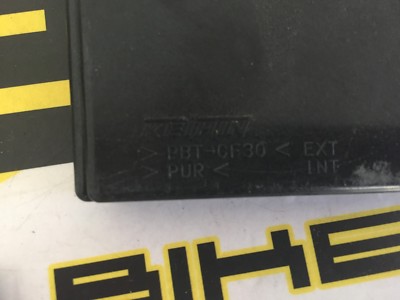 > PBT-GF30 < EXT
> PUR < INT
BIKE